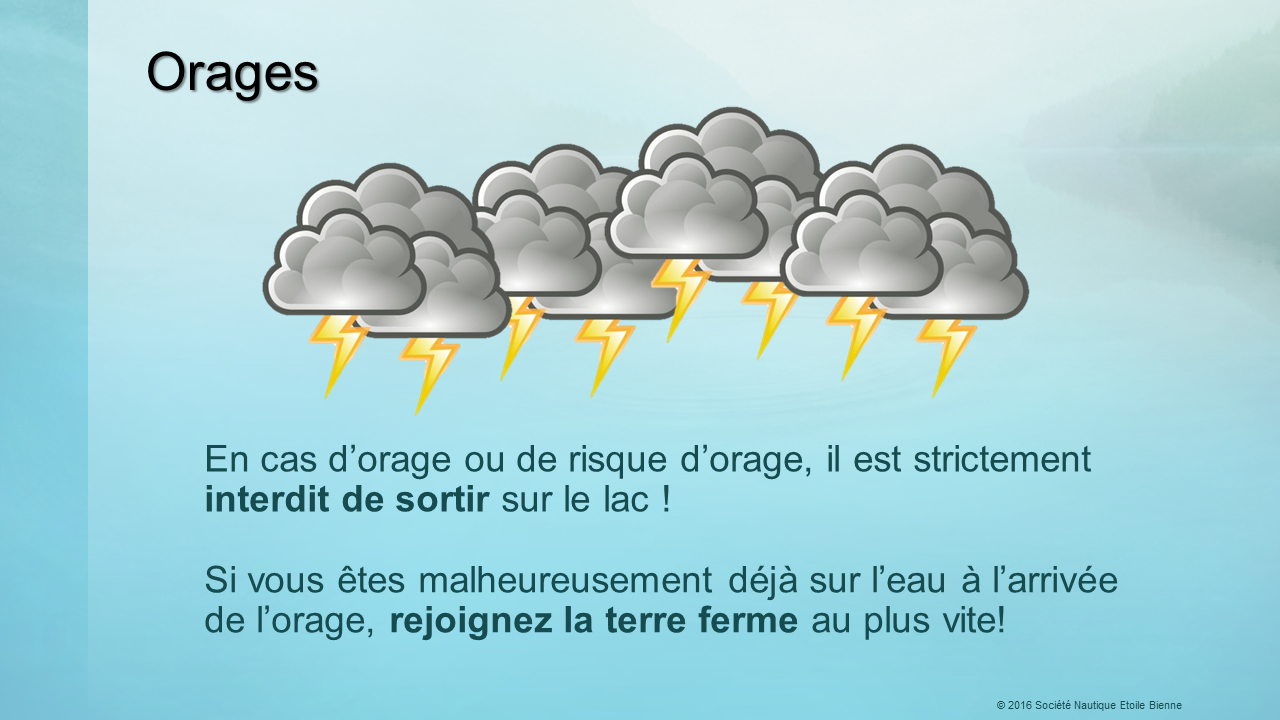 Orages
En cas d’orage ou de risque d’orage, il est strictement
interdit de sortir sur le lac !
Si vous êtes malheureusement déjà sur l’eau à l’arrivée
de l’orage, rejoignez la terre ferme au plus vite!
© 2016 Société Nautique Etoile Bienne